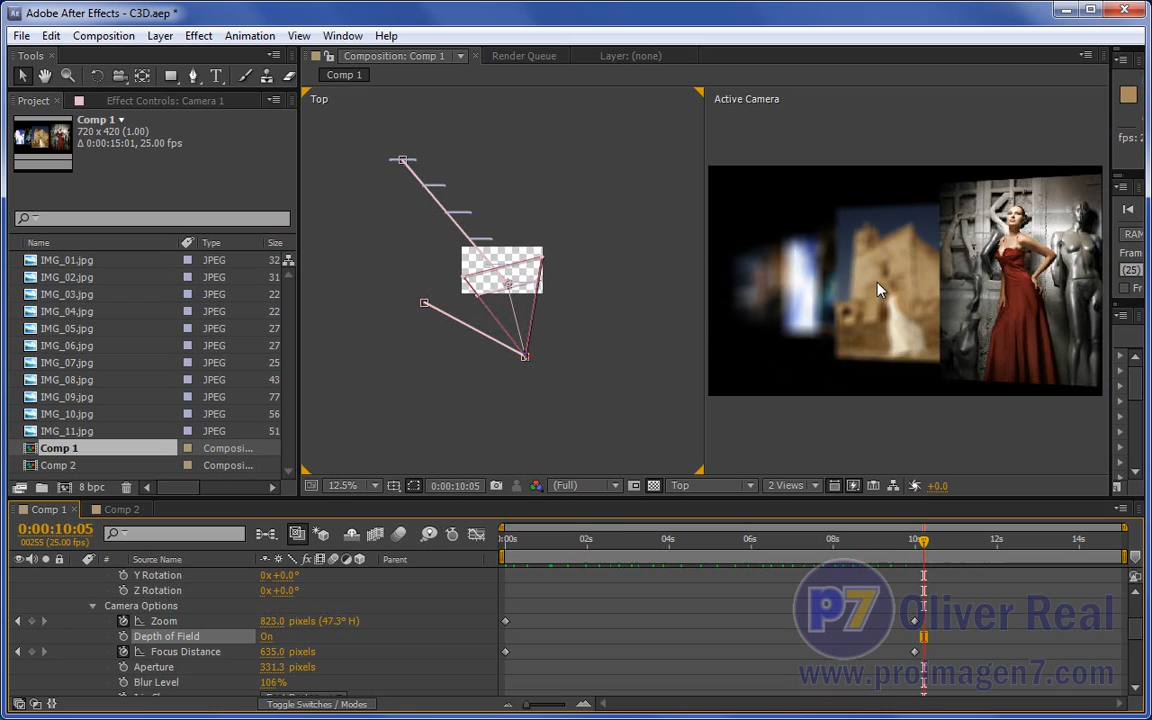 Adobe After Effects - C3D.aep *
File Edit Composition Layer Effect Animation View Window Help
Tools
Composition: Comp 1
Render Queue
Layer: (none)
Comp 1
Project
Effect Controls: Camera 1
Comp 1
720 x 420 (1.00)
Δ 0:00:15:01, 25.00 fps
Top
Active Camera
fps:
RAM
Fram
(25)
Fr
Name Type Size
IMG_01.jpg JPEG 32
IMG_02.jpg JPEG 31
IMG_03.jpg JPEG 22
IMG_04.jpg JPEG 22
IMG_05.jpg JPEG 28
IMG_06.jpg JPEG 22
IMG_07.jpg JPEG 25
IMG_08.jpg JPEG 43
IMG_09.jpg JPEG 77
IMG_10.jpg JPEG 56
IMG_11.jpg JPEG 51
Comp 1 Composi...
Comp 2 Composi...
8 bpc
12.5% 0:00:10:05 (Full) Top 2 Views +0.0
Comp 1
Comp 2
0:00:10:05
00255 (25.00 fps)
:00s 02s 04s 06s 08s 10s 12s 14s
# Source Name Parent
Y Rotation 0x+0.0°
Z Rotation 0x+0.0°
Camera Options
Zoom 823.0 pixels (47.3° H)
Depth of Field On
Focus Distance 635.0 pixels
Aperture 331.3 pixels
Blur Level 106%
Toggle Switches / Modes
p7 Oliver Real
www.proimagen7.com